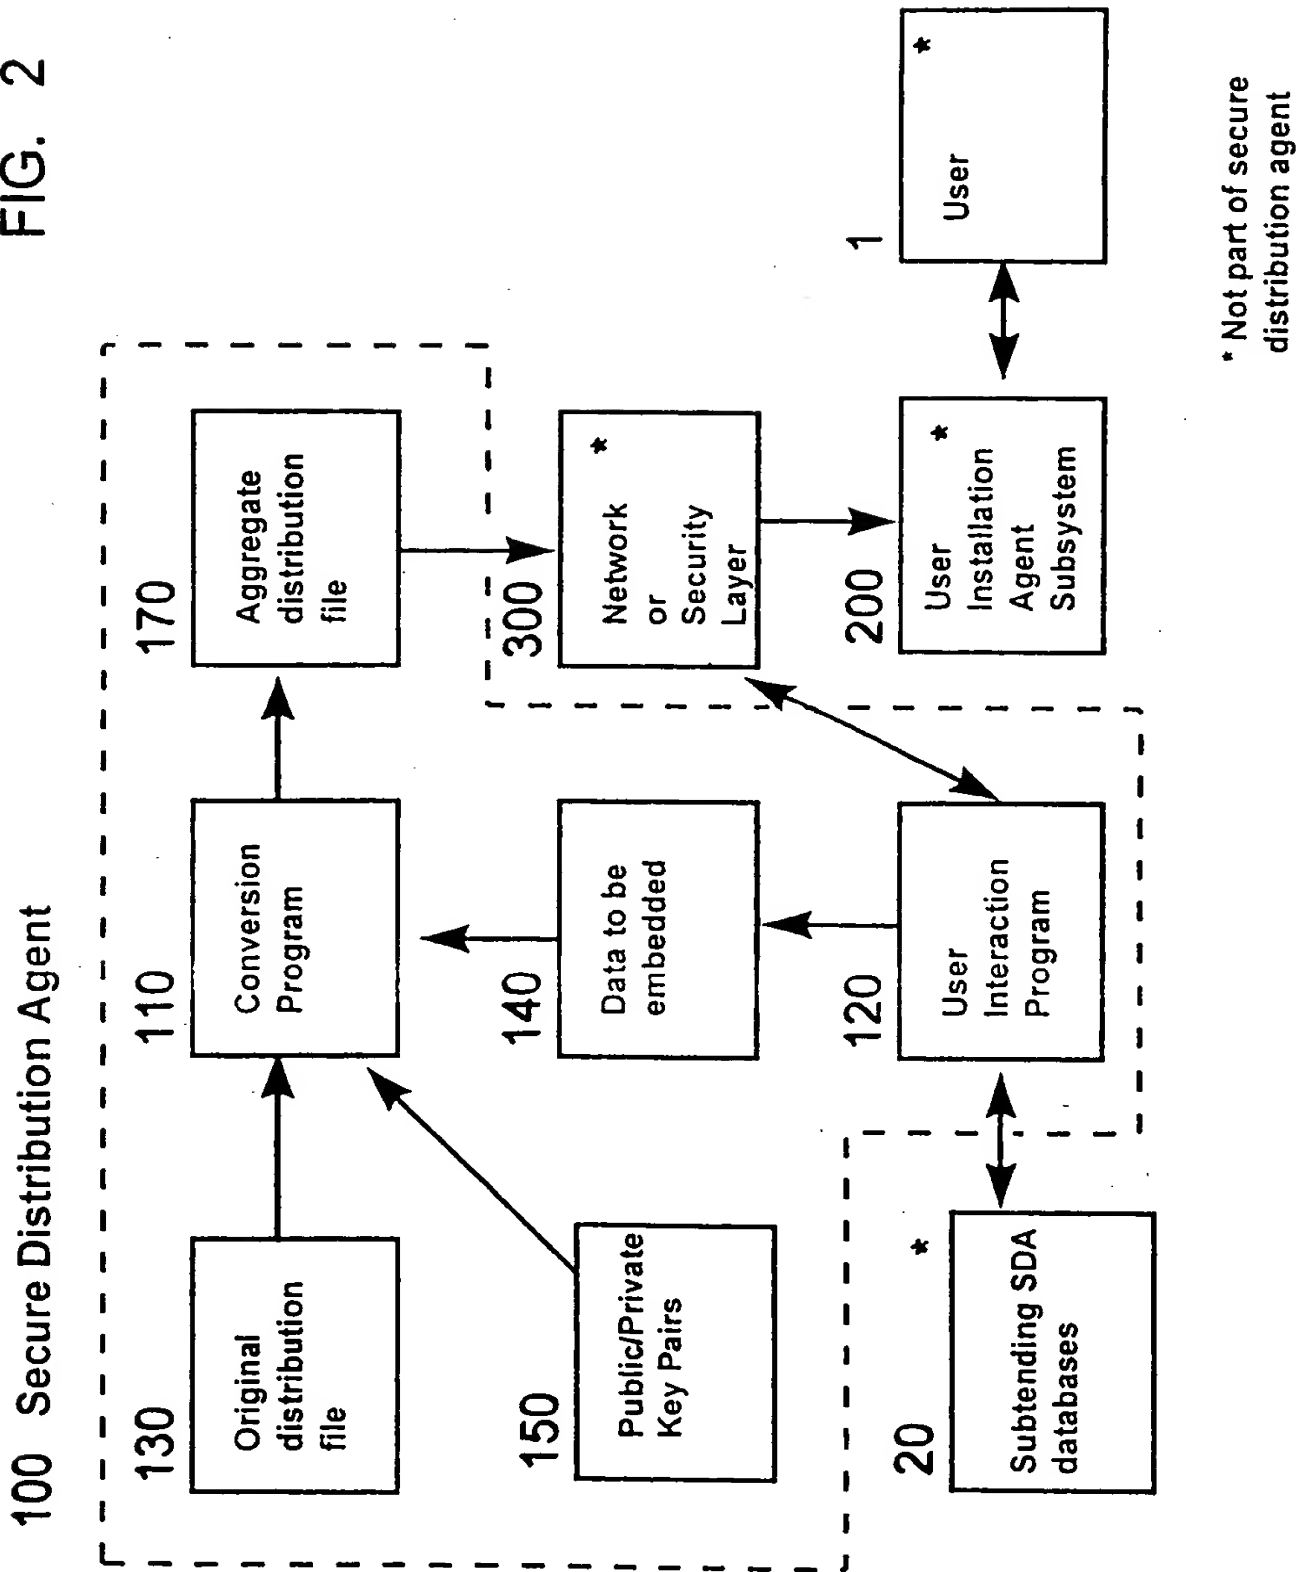 FIG. 2
100 Secure Distribution Agent
130
Original
distribution
file
110
Conversion
Program
170
Aggregate
distribution
file
150
Public/Private
Key Pairs
140
Data to be
embedded
300
*
Network
or
Security
Layer
20
*
Subtending SDA
databases
120
User
Interaction
Program
200
*
User
Installation
Agent
Subsystem
1
*
User
* Not part of secure
distribution agent